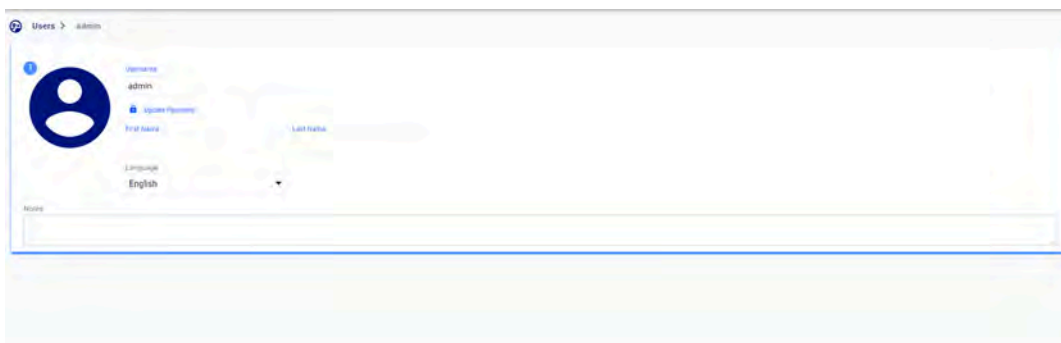 Users > admin
Username
admin
Update Password
First Name Last Name
Language
English
Notes